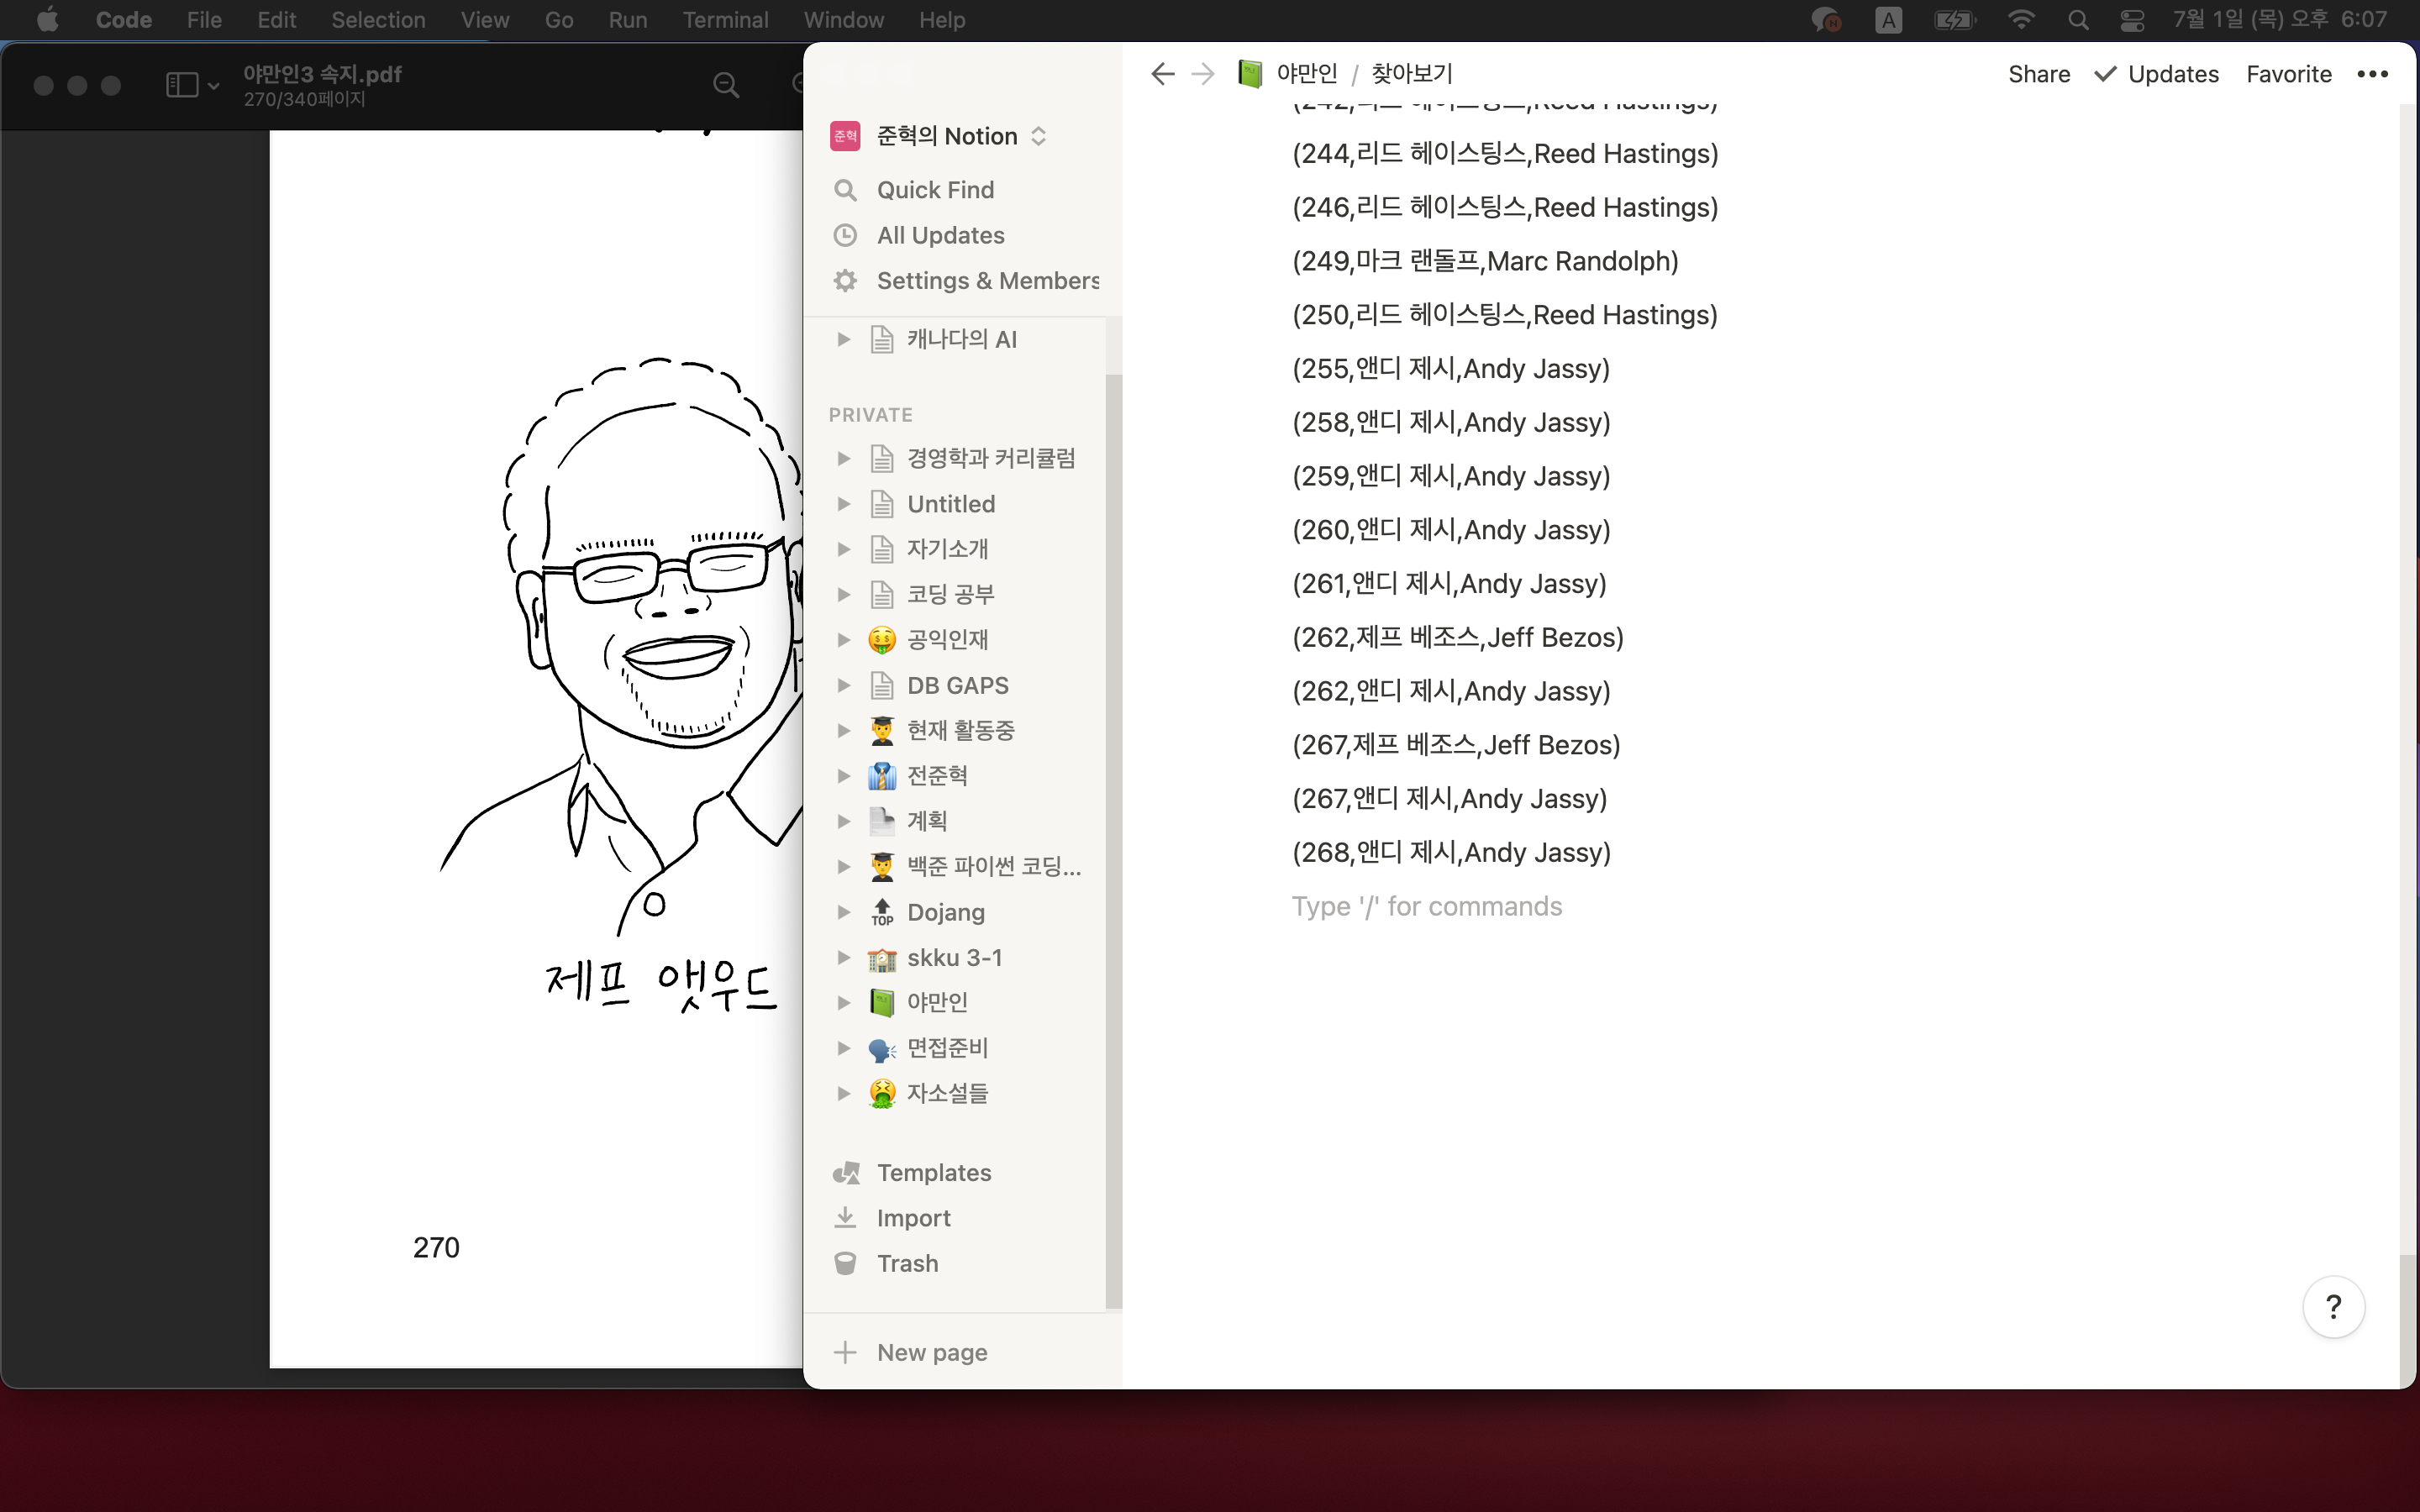 Code File Edit Selection View Go Run Terminal Window Help
A 7월 1일 (목) 오후 6:07
야만인3 속지.pdf
270/340페이지
제프 앳우드
270
준혁 준혁의 Notion
Quick Find
All Updates
Settings & Members
캐나다의 AI
PRIVATE
경영학과 커리큘럼
Untitled
자기소개
코딩 공부
공익인재
DB GAPS
현재 활동중
전준혁
계획
백준 파이썬 코딩...
TOP Dojang
skku 3-1
야만인
면접준비
자소설들
Templates
Import
Trash
New page
야만인 / 찾아보기
Share Updates Favorite
(242,리드 헤이스팅스,Reed Hastings)
(244,리드 헤이스팅스,Reed Hastings)
(246,리드 헤이스팅스,Reed Hastings)
(249,마크 랜돌프,Marc Randolph)
(250,리드 헤이스팅스,Reed Hastings)
(255,앤디 제시,Andy Jassy)
(258,앤디 제시,Andy Jassy)
(259,앤디 제시,Andy Jassy)
(260,앤디 제시,Andy Jassy)
(261,앤디 제시,Andy Jassy)
(262,제프 베조스,Jeff Bezos)
(262,앤디 제시,Andy Jassy)
(267,제프 베조스,Jeff Bezos)
(267,앤디 제시,Andy Jassy)
(268,앤디 제시,Andy Jassy)
Type '/' for commands
?